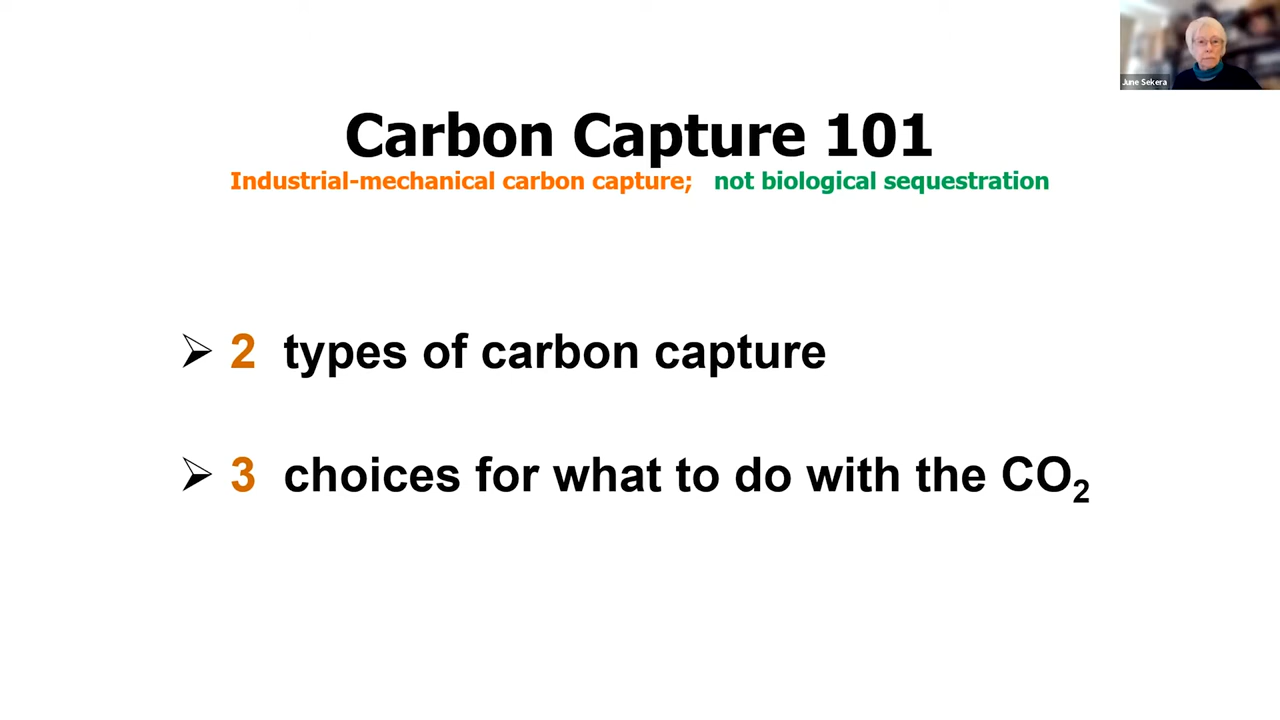 June Sekera
Carbon Capture 101
Industrial-mechanical carbon capture; not biological sequestration
➢ 2 types of carbon capture
➢ 3 choices for what to do with the CO₂